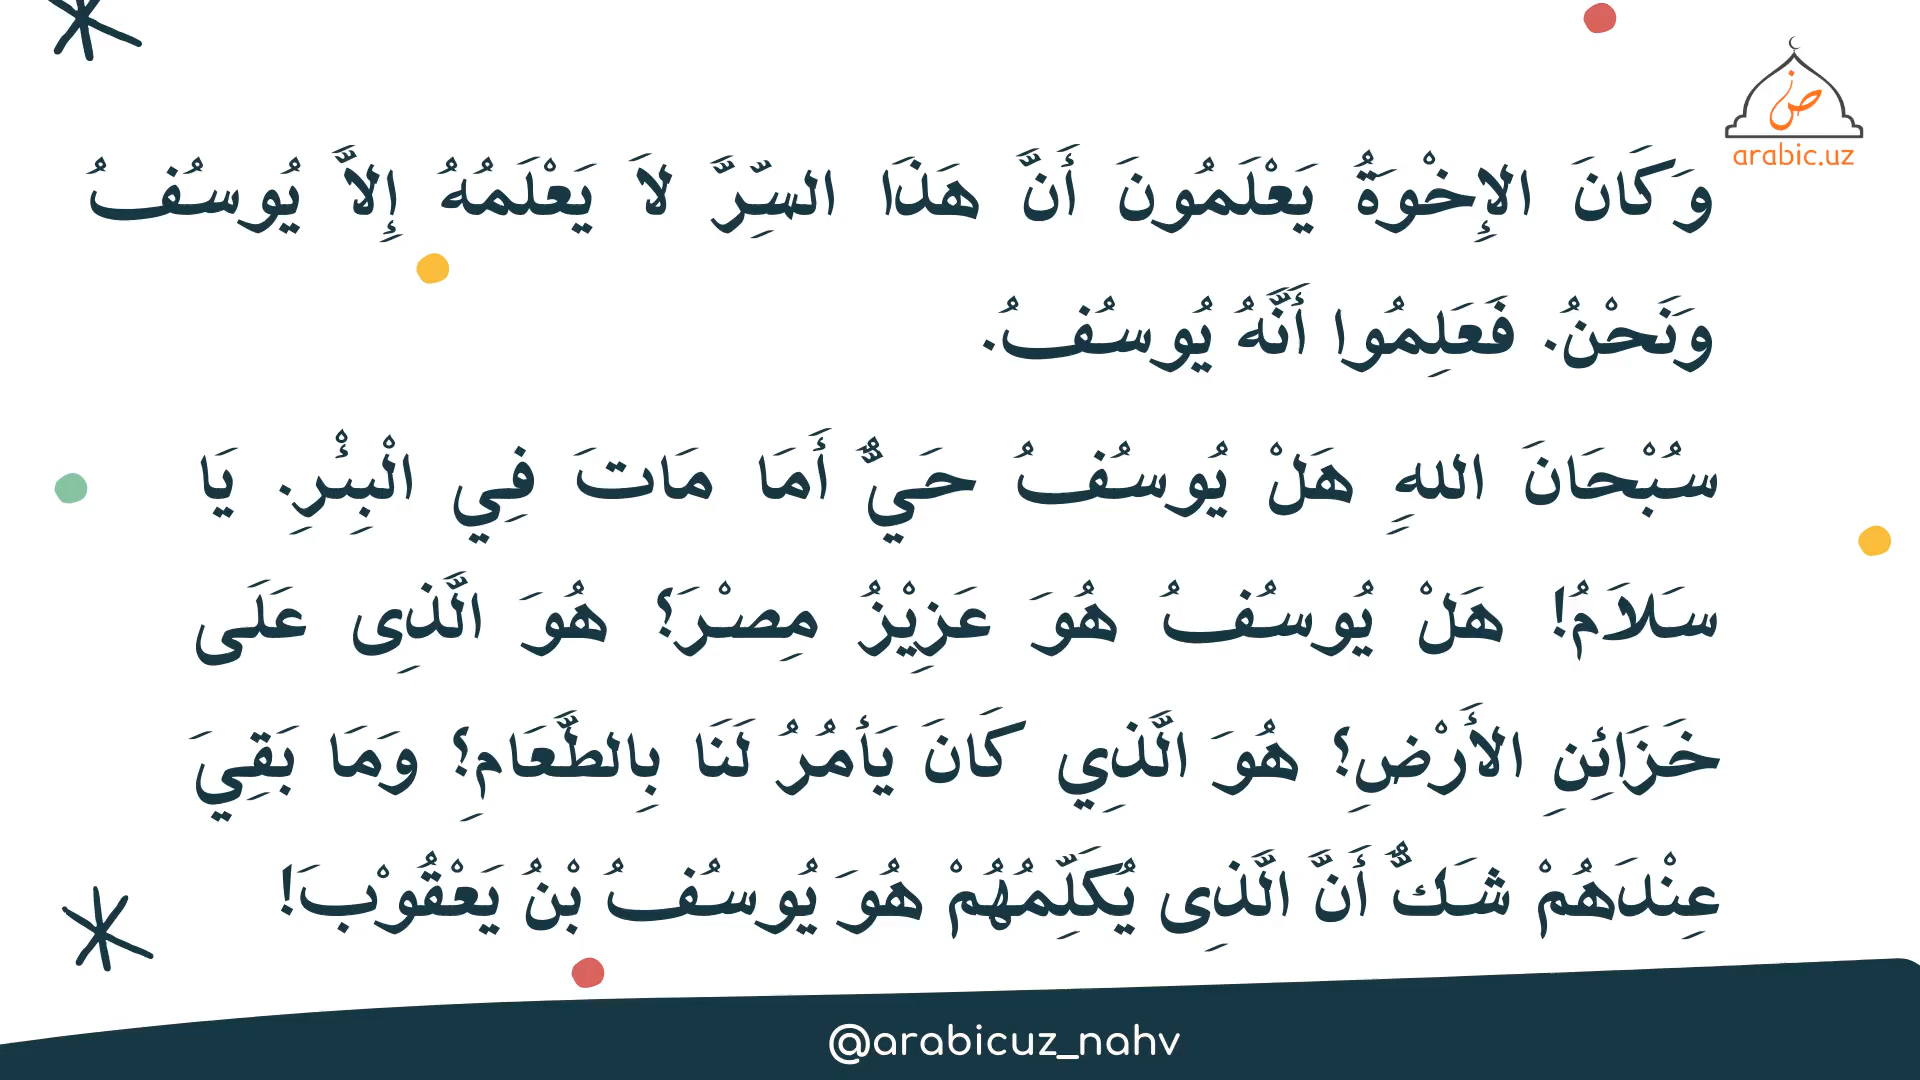 arabic.uz
وَكَانَ الإِخْوَةُ يَعْلَمُونَ أَنَّ هَذَا السِّرَّ لاَ يَعْلَمُهُ إِلاَّ يُوسُفُ
وَنَحْنُ. فَعَلِمُوا أَنَّهُ يُوسُفُ.
سُبْحَانَ اللهِ هَلْ يُوسُفُ حَيٌّ أَمَا مَاتَ فِي الْبِئْرِ. يَا
سَلاَمُ! هَلْ يُوسُفُ هُوَ عَزِيْزُ مِصْرَ؟ هُوَ الَّذِى عَلَى
خَزَائِنِ الأَرْضِ؟ هُوَ الَّذِي كَانَ يَأمُرُ لَنَا بِالطَّعَامِ؟ وَمَا بَقِيَ
عِنْدَهُمْ شَكٌّ أَنَّ الَّذِى يُكَلِّمُهُمْ هُوَ يُوسُفُ بْنُ يَعْقُوْبَ!
@arabicuz_nahv